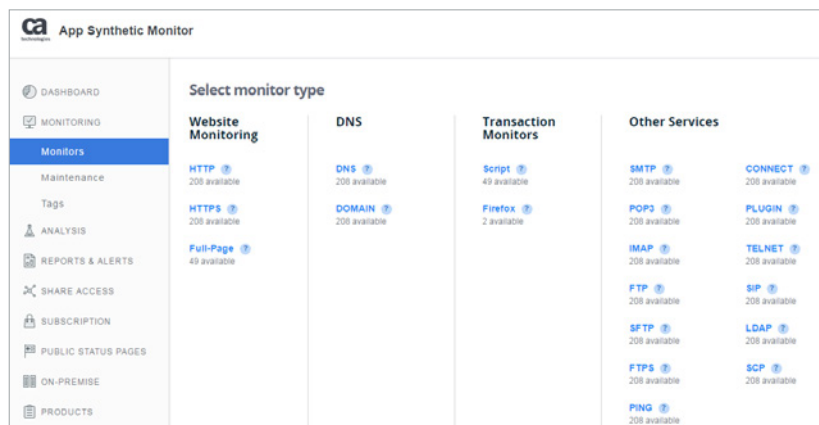 ca
technologies
App Synthetic Monitor
DASHBOARD
MONITORING
Monitors
Maintenance
Tags
ANALYSIS
REPORTS & ALERTS
SHARE ACCESS
SUBSCRIPTION
PUBLIC STATUS PAGES
ON-PREMISE
PRODUCTS
Select monitor type
Website
Monitoring
HTTP ?
208 available
HTTPS ?
208 available
Full-Page ?
49 available
DNS
DNS ?
208 available
DOMAIN ?
208 available
Transaction
Monitors
Script ?
49 available
Firefox ?
2 available
Other Services
SMTP ?
208 available
POP3 ?
208 available
IMAP ?
208 available
FTP ?
208 available
SFTP ?
208 available
FTPS ?
208 available
PING ?
208 available
CONNECT ?
208 available
PLUGIN ?
208 available
TELNET ?
208 available
SIP ?
208 available
LDAP ?
208 available
SCP ?
208 available